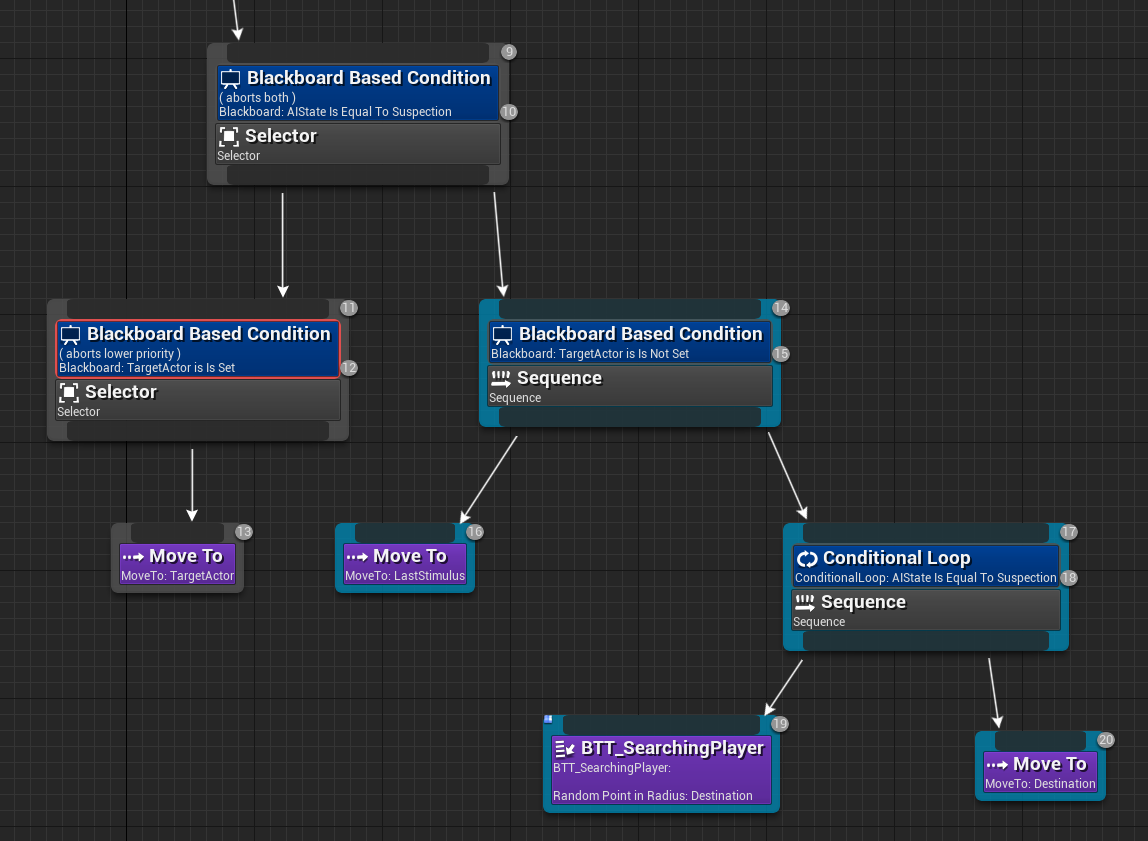 9
Blackboard Based Condition
( aborts both )
Blackboard: AIState Is Equal To Suspection
10
Selector
Selector
11
Blackboard Based Condition
( aborts lower priority )
Blackboard: TargetActor is Is Set
12
Selector
Selector
14
Blackboard Based Condition
Blackboard: TargetActor is Is Not Set
15
Sequence
Sequence
13
Move To
MoveTo: TargetActor
16
Move To
MoveTo: LastStimulus
17
Conditional Loop
ConditionalLoop: AIState Is Equal To Suspection
18
Sequence
Sequence
19
BTT_SearchingPlayer
BTT_SearchingPlayer:
Random Point in Radius: Destination
20
Move To
MoveTo: Destination